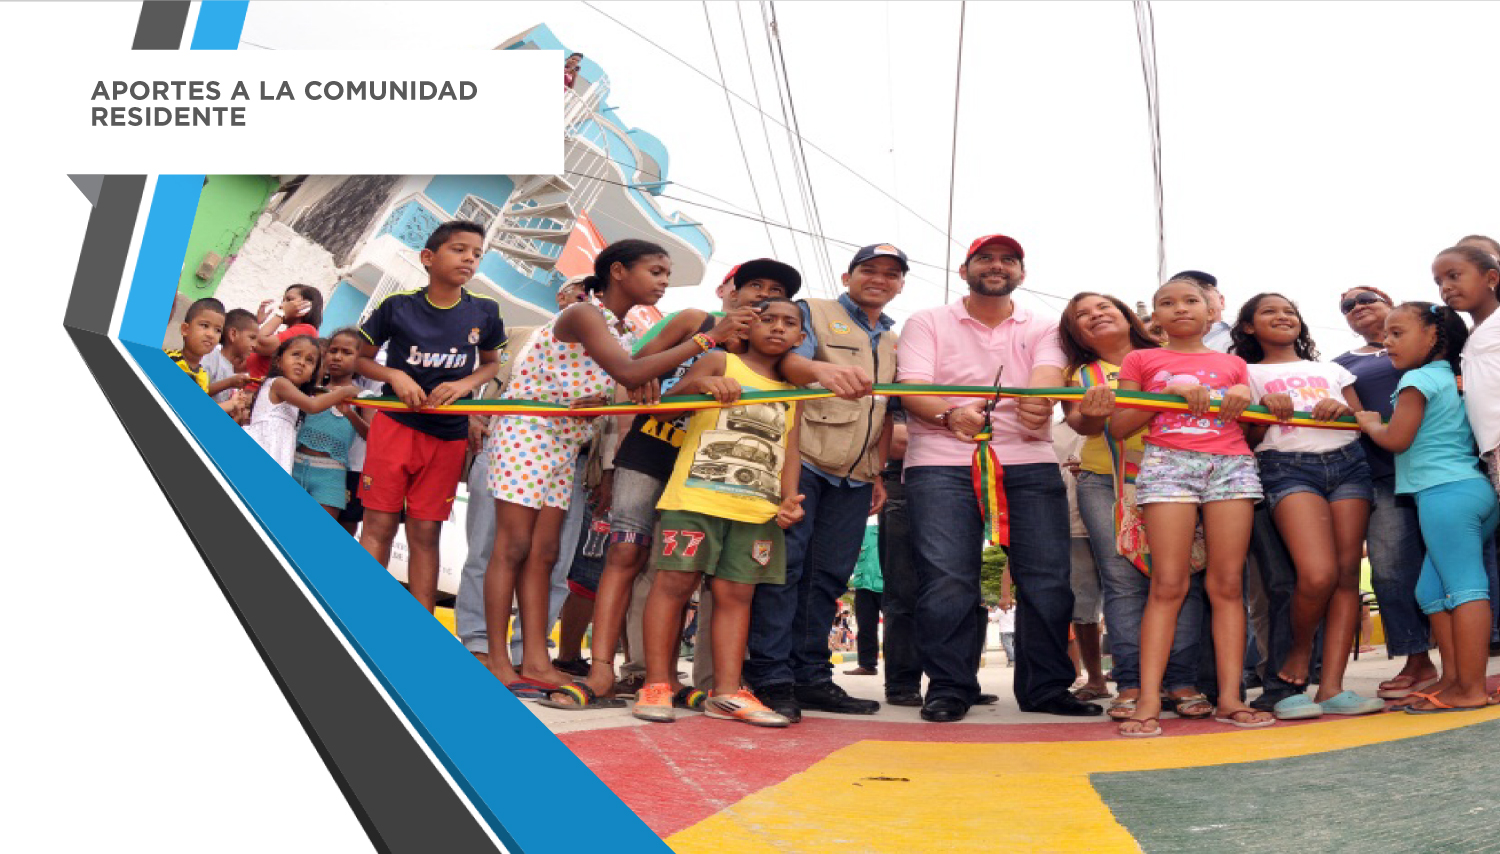 APORTES A LA COMUNIDAD
RESIDENTE
bwin
37